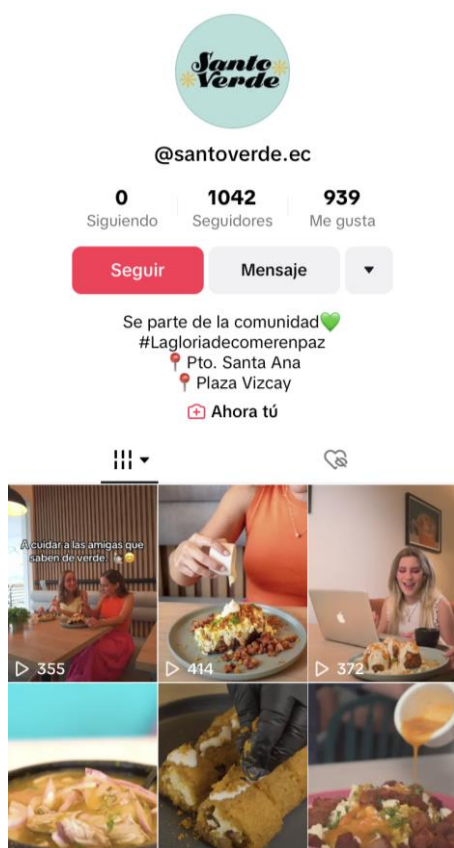 Santo
Verde
@santoverde.ec
0 1042 939
Siguiendo Seguidores Me gusta
Seguir Mensaje
Se parte de la comunidad💚
#Lagloriadecomerenpaz
📍Pto. Santa Ana
📍Plaza Vizcay
Ahora tú
A cuidar a las amigas que
saben de verde.
355 414 372